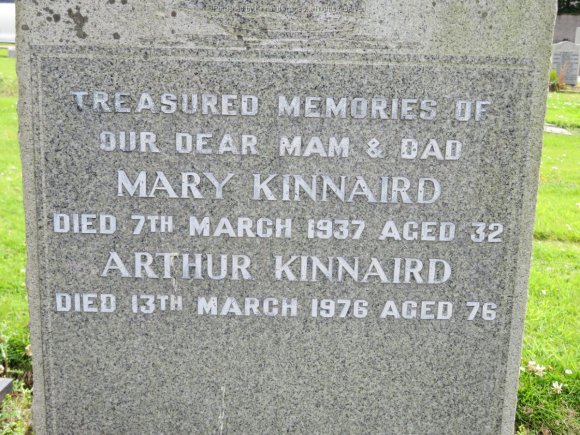 TREASURED MEMORIES OF
OUR DEAR MAM & DAD
MARY KINNAIRD
DIED 7TH MARCH 1937 AGED 32
ARTHUR KINNAIRD
DIED 13TH MARCH 1976 AGED 76